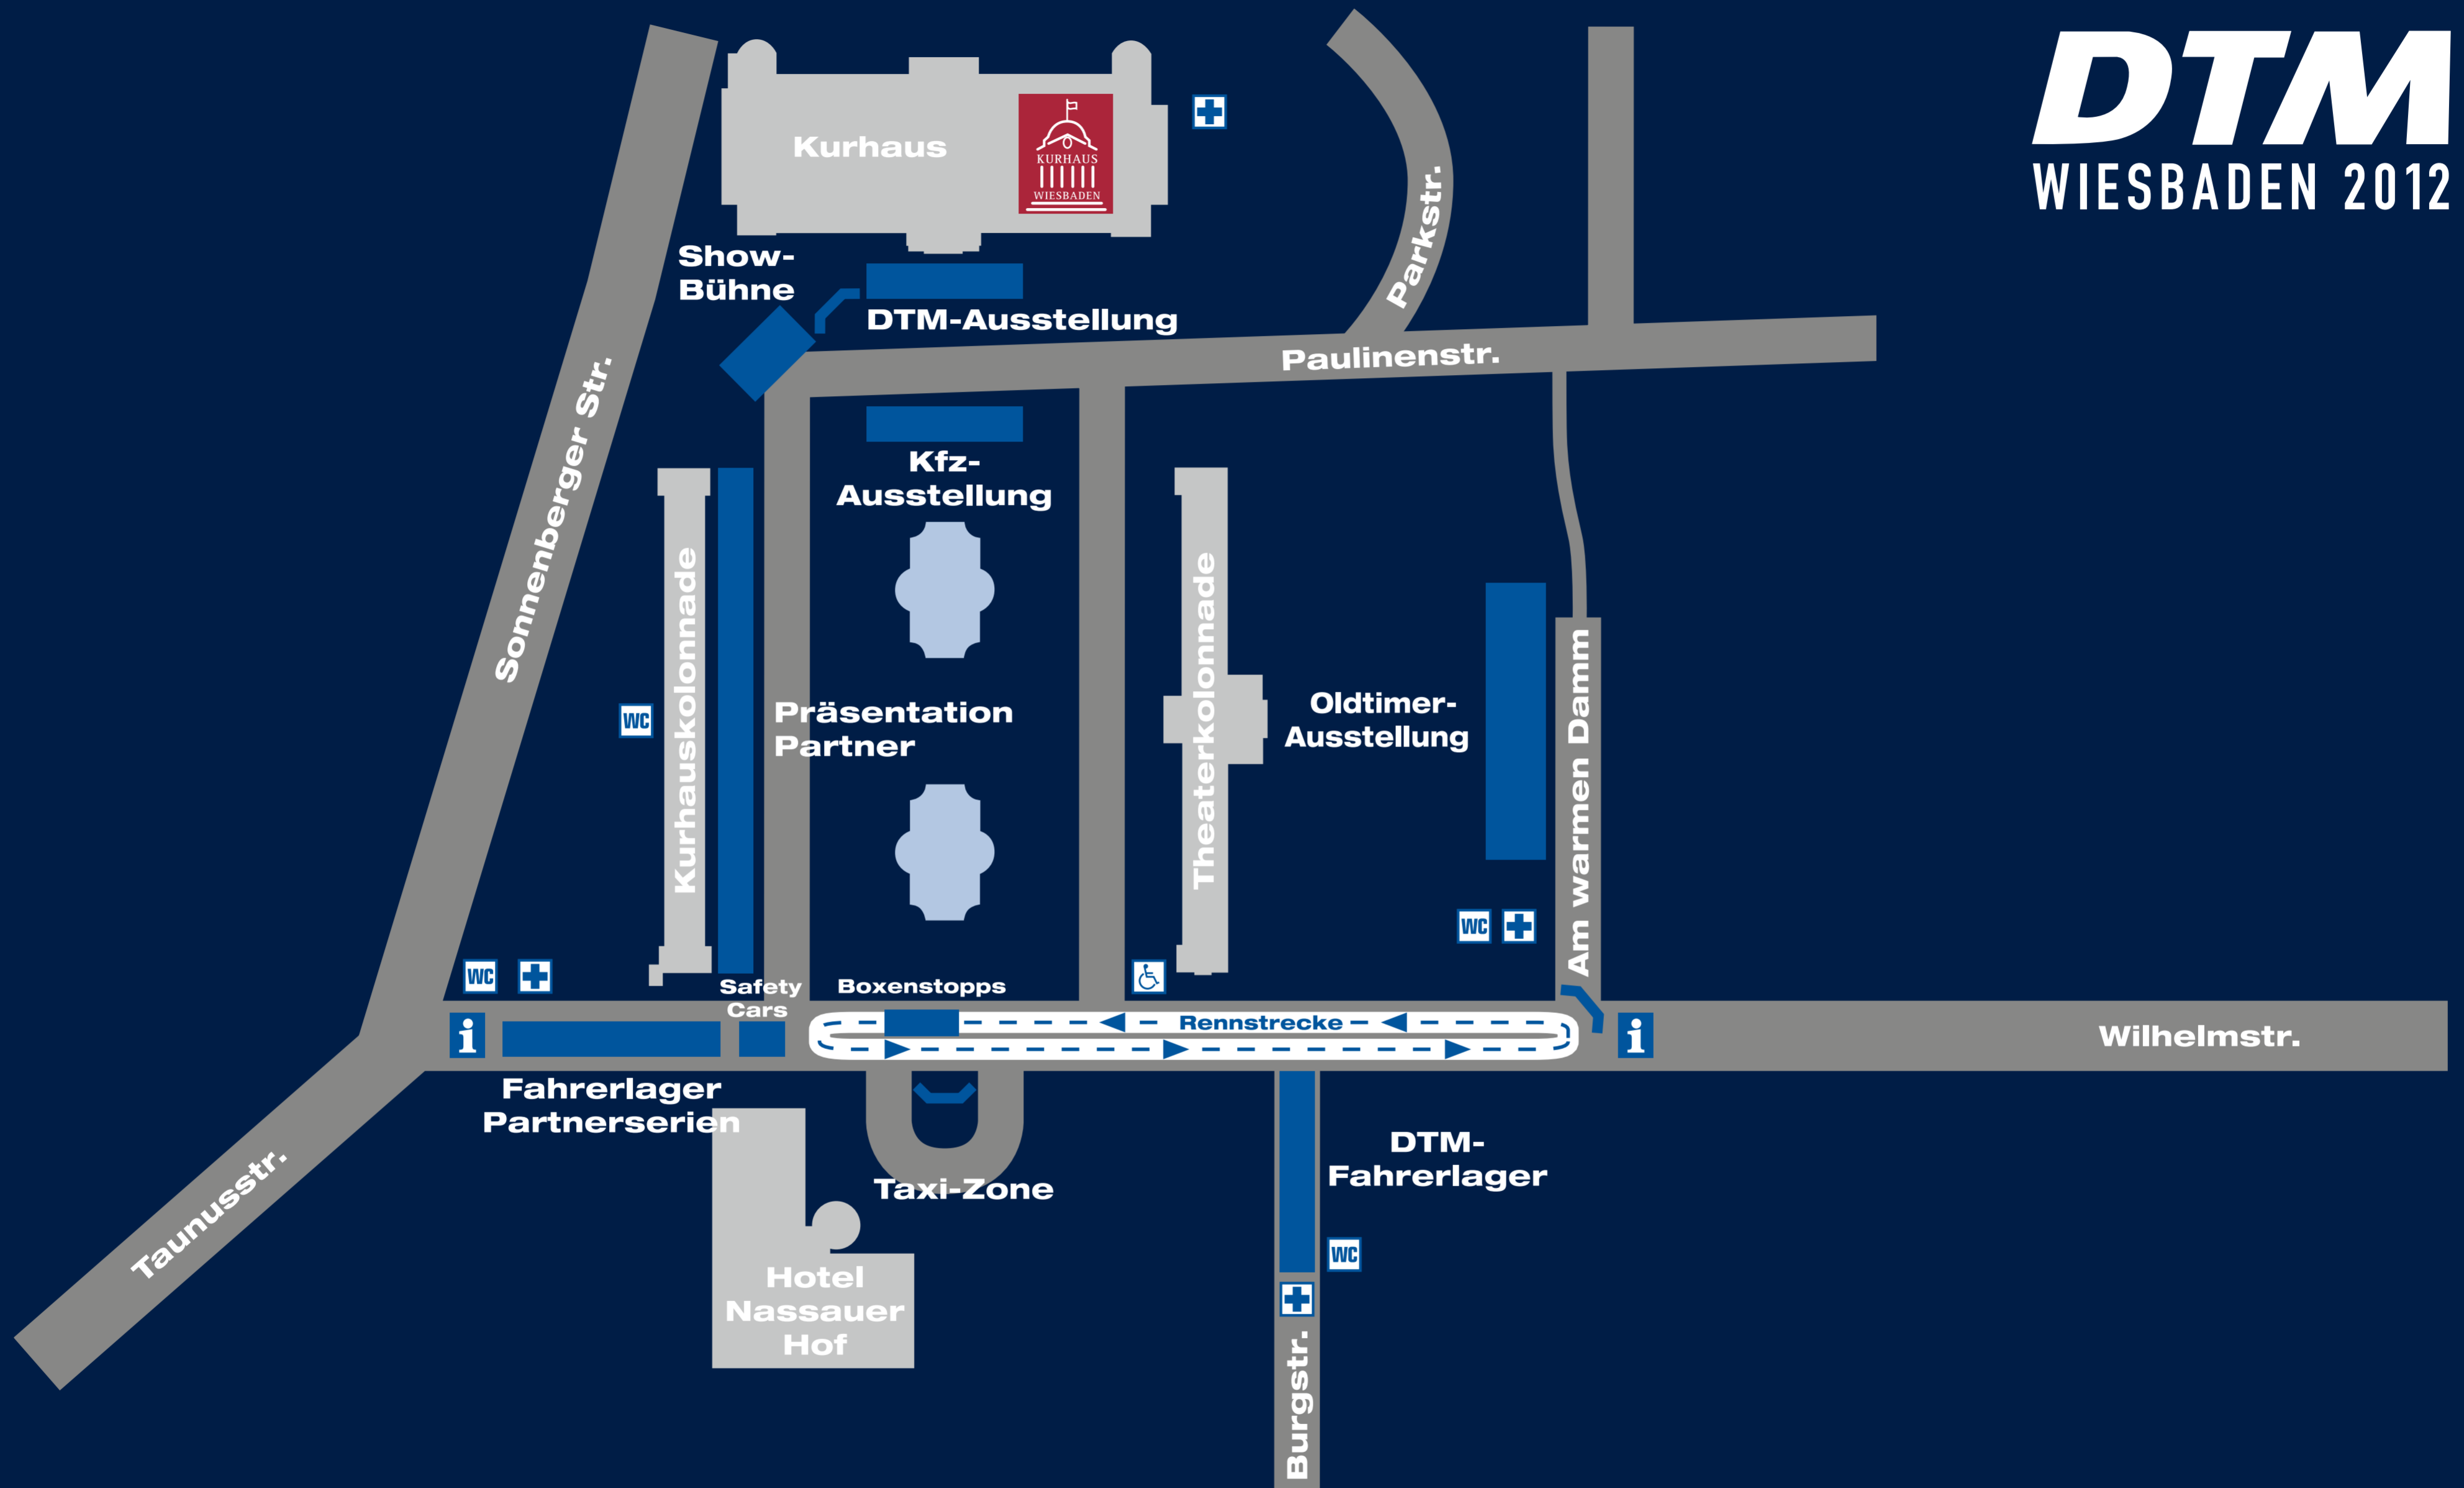 DTM
WIESBADEN 2012
Kurhaus
KURHAUS
WIESBADEN
Show-
Bühne
DTM-Ausstellung
Parkstr.
Paulinenstr.
Sonnenberger Str.
Kfz-
Ausstellung
Kurhauskolonnade
Theaterkolonnade
Präsentation
Partner
Oldtimer-
Ausstellung
Am warmen Damm
WC
WC
WC
Safety
Cars
Boxenstopps
i
Rennstrecke
i
Wilhelmstr.
Fahrerlager
Partnerserien
Taxi-Zone
DTM-
Fahrerlager
WC
Taunusstr.
Hotel
Nassauer
Hof
Burgstr.